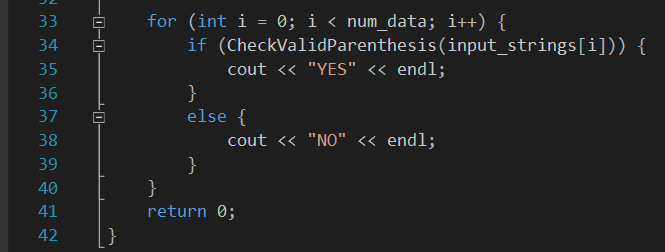 33 for (int i = 0; i < num_data; i++) {
34 if (CheckValidParenthesis(input_strings[i])) {
35 cout << "YES" << endl;
36 }
37 else {
38 cout << "NO" << endl;
39 }
40 }
41 return 0;
42 }